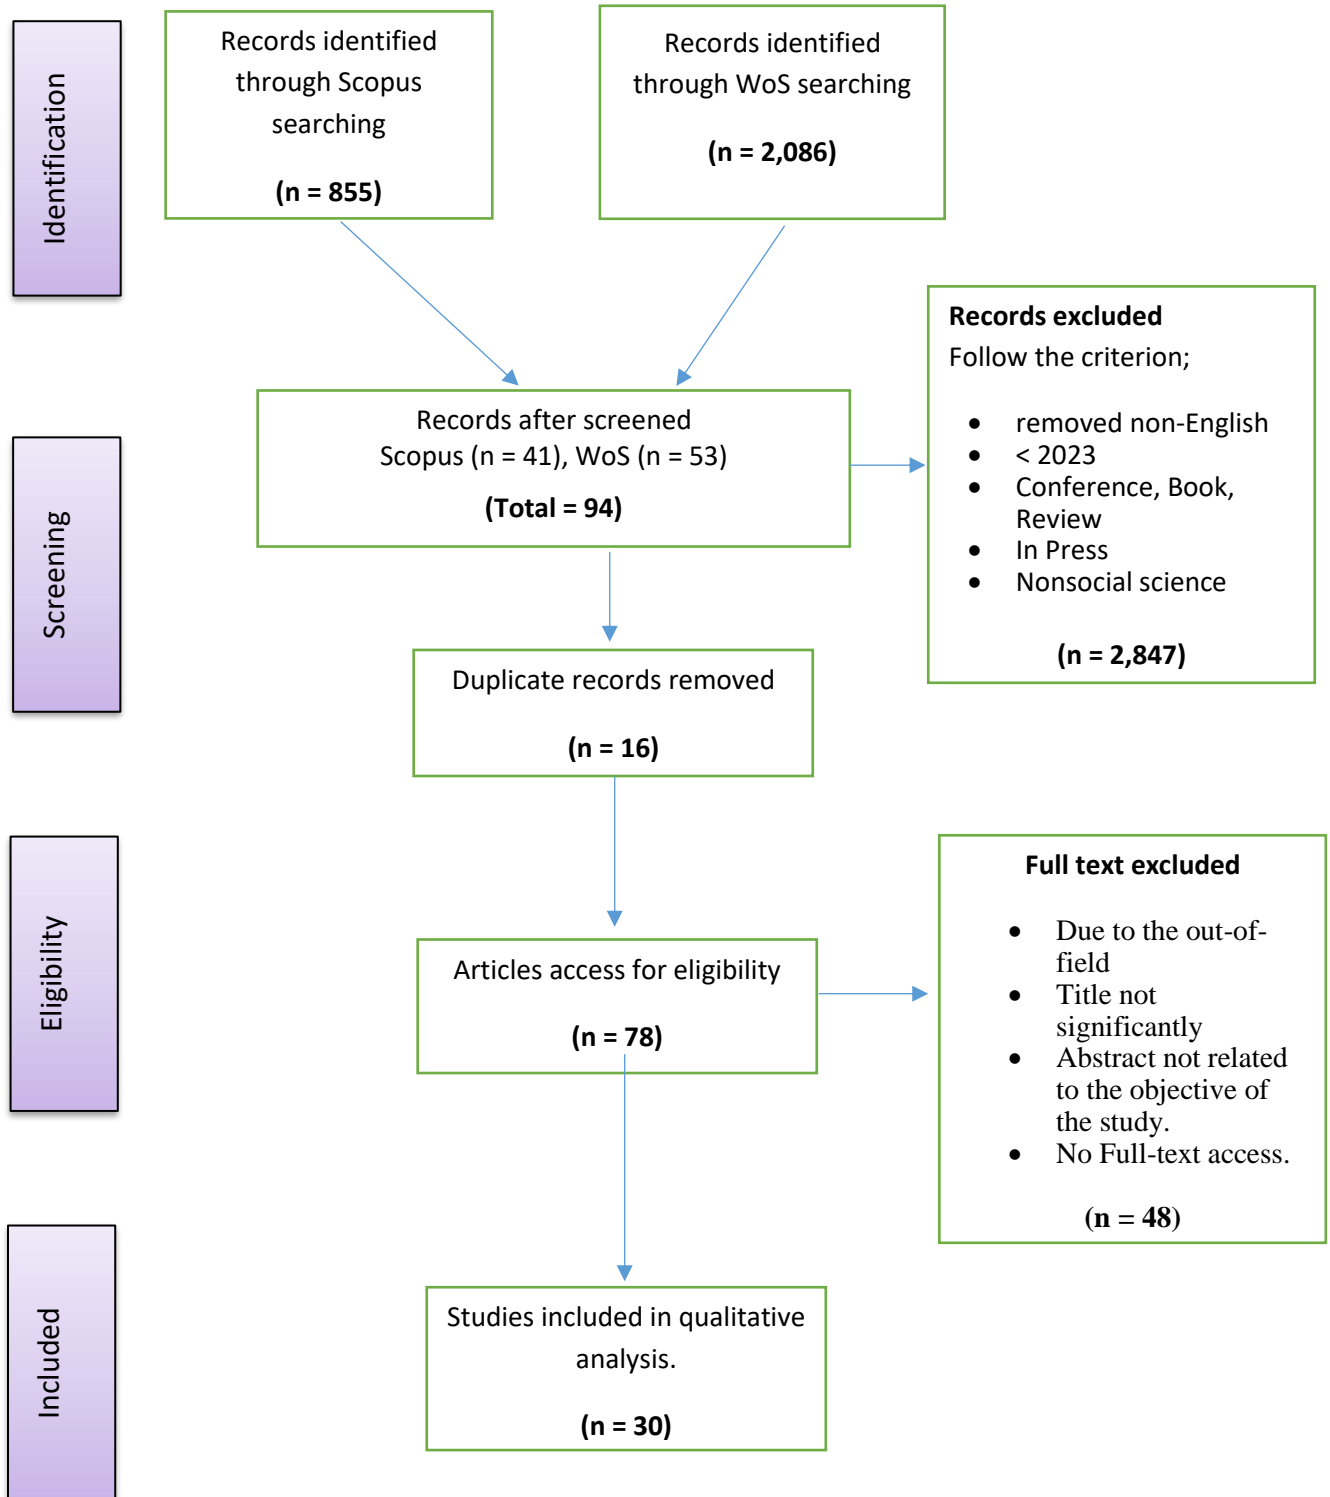 Identification
Records identified
through Scopus
searching
(n = 855)
Records identified
through WoS searching
(n = 2,086)
Records excluded
Follow the criterion;
• removed non-English
• < 2023
• Conference, Book,
Review
• In Press
• Nonsocial science
(n = 2,847)
Screening
Records after screened
Scopus (n = 41), WoS (n = 53)
(Total = 94)
Duplicate records removed
(n = 16)
Eligibility
Articles access for eligibility
(n = 78)
Full text excluded
• Due to the out-of-
field
• Title not
significantly
• Abstract not related
to the objective of
the study.
• No Full-text access.
(n = 48)
Included
Studies included in qualitative
analysis.
(n = 30)